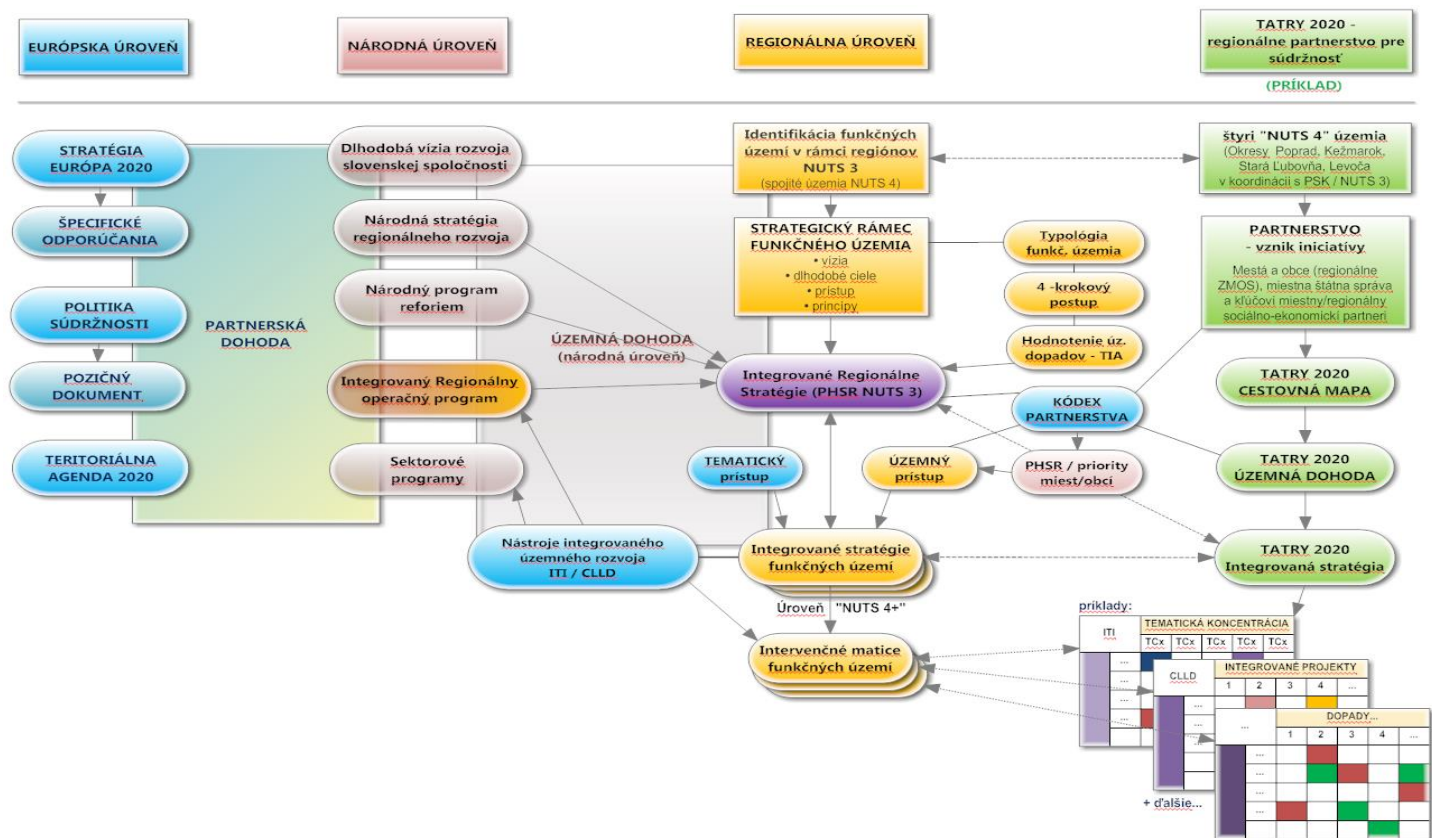 EURÓPSKA ÚROVEŇ
NÁRODNÁ ÚROVEŇ
REGIONÁLNA ÚROVEŇ
TATRY 2020 -
regionálne partnerstvo pre
súdržnosť
(PRÍKLAD)
STRATÉGIA
EURÓPA 2020
ŠPECIFICKÉ
ODPORÚČANIA
POLITIKA
SÚDRŽNOSTI
POZIČNÝ
DOKUMENT
TERITORIÁLNA
AGENDA 2020
PARTNERSKÁ
DOHODA
Dlhodobá vízia rozvoja
slovenskej spoločnosti
Národná stratégia
regionálneho rozvoja
Národný program
reforiem
Integrovaný Regionálny
operačný program
Sektorové
programy
ÚZEMNÁ DOHODA
(národná úroveň)
Nástroje integrovaného
územného rozvoja
ITI / CLLD
Identifikácia funkčných
území v rámci regiónov
NUTS 3
(spojité územia NUTS 4)
STRATEGICKÝ RÁMEC
FUNKČNÉHO ÚZEMIA
• vízia
• dlhodobé ciele
• prístup
• princípy
Typológia
funkč. územia
4 -krokový
postup
Hodnotenie úz.
dopadov - TIA
Integrované Regionálne
Stratégie (PHSR NUTS 3)
KÓDEX
PARTNERSTVA
TEMATICKÝ
prístup
ÚZEMNÝ
prístup
PHSR / priority
miest/obcí
Integrované stratégie
funkčných území
Úroveň "NUTS 4+"
Intervenčné matice
funkčných území
štyri "NUTS 4" územia
(Okresy Poprad, Kežmarok,
Stará Ľubovňa, Levoča
v koordinácii s PSK / NUTS 3)
PARTNERSTVO
- vznik iniciatívy
Mestá a obce (regionálne
ZMOS), miestna štátna správa
a kľúčoví miestny/regionálny
sociálno-ekonomickí partneri
TATRY 2020
CESTOVNÁ MAPA
TATRY 2020
ÚZEMNÁ DOHODA
TATRY 2020
Integrovaná stratégia
príklady:
ITI
TEMATICKÁ KONCENTRÁCIA
TCx TCx TCx TCx TCx
...
CLLD
INTEGROVANÉ PROJEKTY
1 2 3 4 ...
...
...
...
...
DOPADY...
1 2 3 4 ...
...
...
...
...
+ ďalšie...